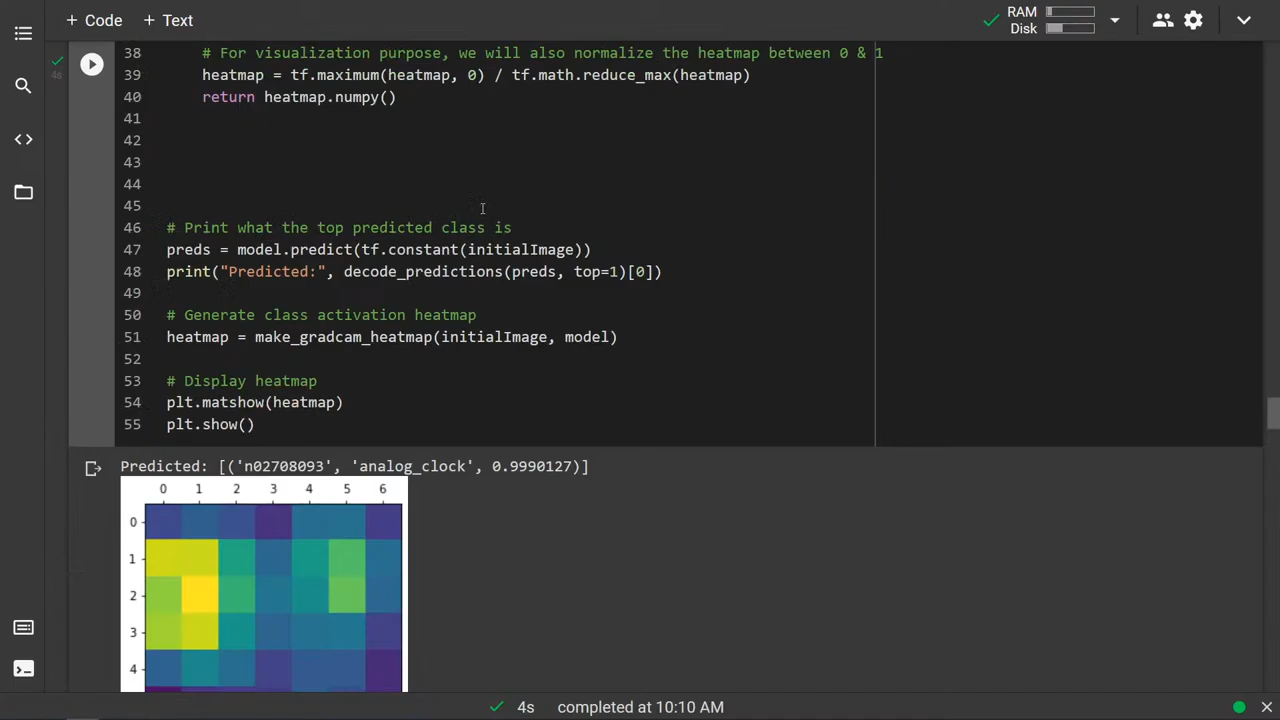 + Code + Text
RAM
Disk
4s
38 # For visualization purpose, we will also normalize the heatmap between 0 & 1
39 heatmap = tf.maximum(heatmap, 0) / tf.math.reduce_max(heatmap)
40 return heatmap.numpy()
41
42
43
44
45
46 # Print what the top predicted class is
47 preds = model.predict(tf.constant(initialImage))
48 print("Predicted:", decode_predictions(preds, top=1)[0])
49
50 # Generate class activation heatmap
51 heatmap = make_gradcam_heatmap(initialImage, model)
52
53 # Display heatmap
54 plt.matshow(heatmap)
55 plt.show()
Predicted: [('n02708093', 'analog_clock', 0.9990127)]
0 1 2 3 4 5 6
0
1
2
3
4
4s completed at 10:10 AM